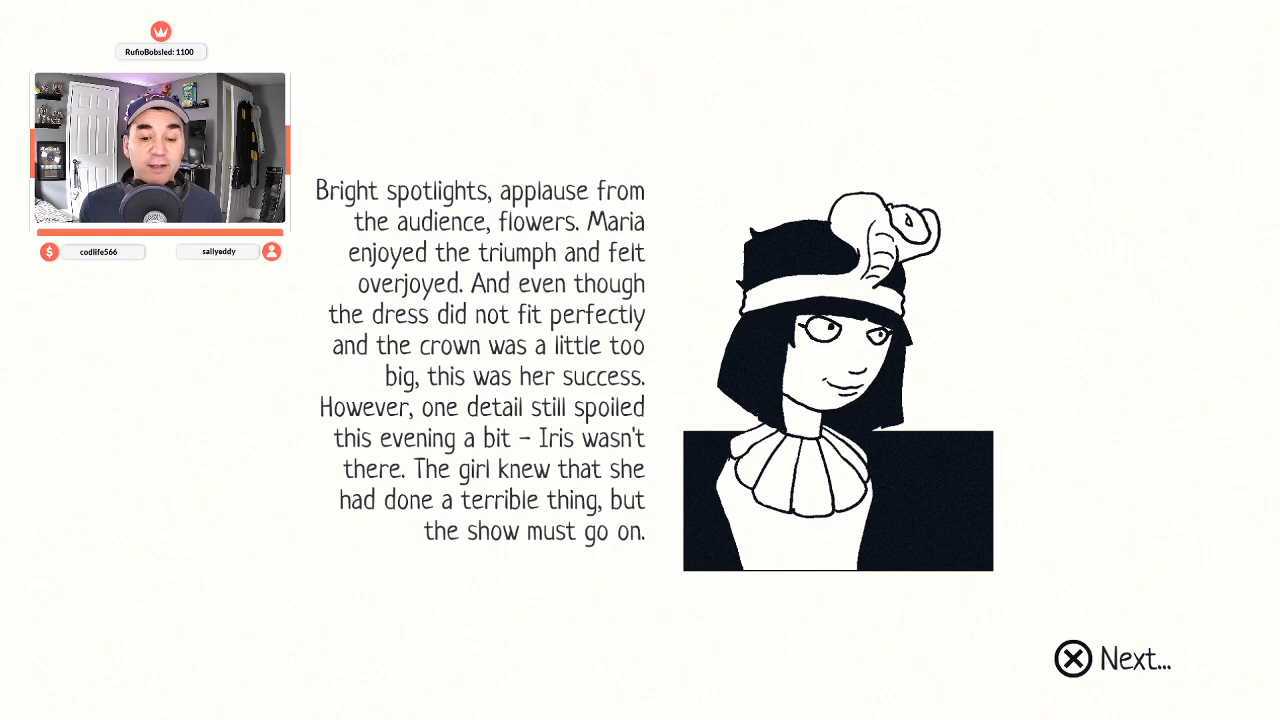 RufioBobsled: 1100
codlife566
sallyeddy
Bright spotlights, applause from
the audience, flowers. Maria
enjoyed the triumph and felt
overjoyed. And even though
the dress did not fit perfectly
and the crown was a little too
big, this was her success.
However, one detail still spoiled
this evening a bit – Iris wasn't
there. The girl knew that she
had done a terrible thing, but
the show must go on.
Next...